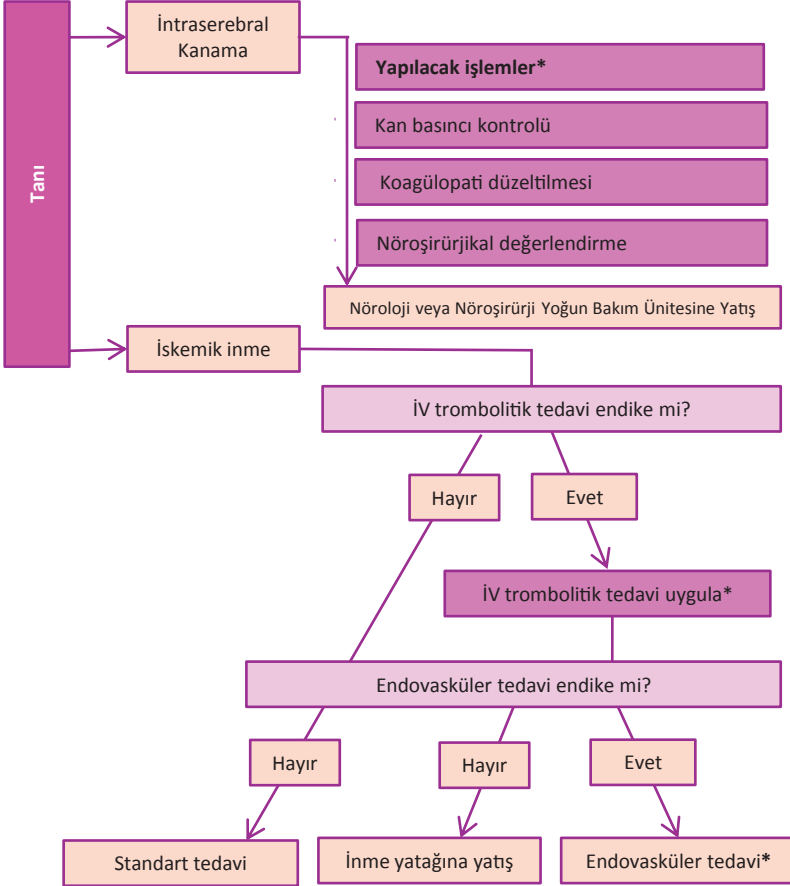 Tanı
İntraserebral
Kanama
Yapılacak işlemler*
Kan basıncı kontrolü
Koagülopati düzeltilmesi
Nöroşirürjikal değerlendirme
Nöroloji veya Nöroşirürji Yoğun Bakım Ünitesine Yatış
İskemik inme
İV trombolitik tedavi endike mi?
Hayır
Evet
İV trombolitik tedavi uygula*
Endovasküler tedavi endike mi?
Hayır
Hayır
Evet
Standart tedavi
İnme yatağına yatış
Endovasküler tedavi*